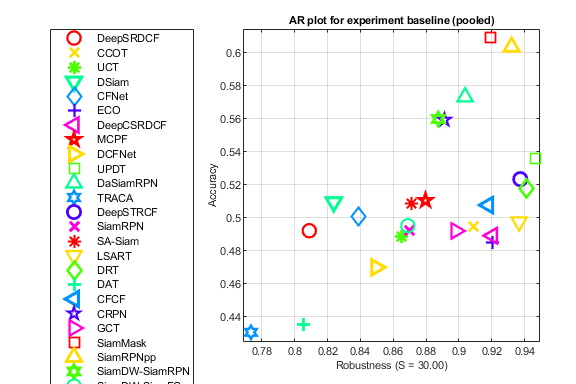 AR plot for experiment baseline (pooled)
DeepSRDCF
CCOT
UCT
DSiam
CFNet
ECO
DeepCSRDCF
MCPF
DCFNet
UPDT
DaSiamRPN
TRACA
DeepSTRCF
SiamRPN
SA-Siam
LSART
DRT
DAT
CFCF
CRPN
GCT
SiamMask
SiamRPNpp
SiamDW-SiamRPN
Accuracy
0.6
0.58
0.56
0.54
0.52
0.5
0.48
0.46
0.44
0.78 0.8 0.82 0.84 0.86 0.88 0.9 0.92 0.94
Robustness (S = 30.00)